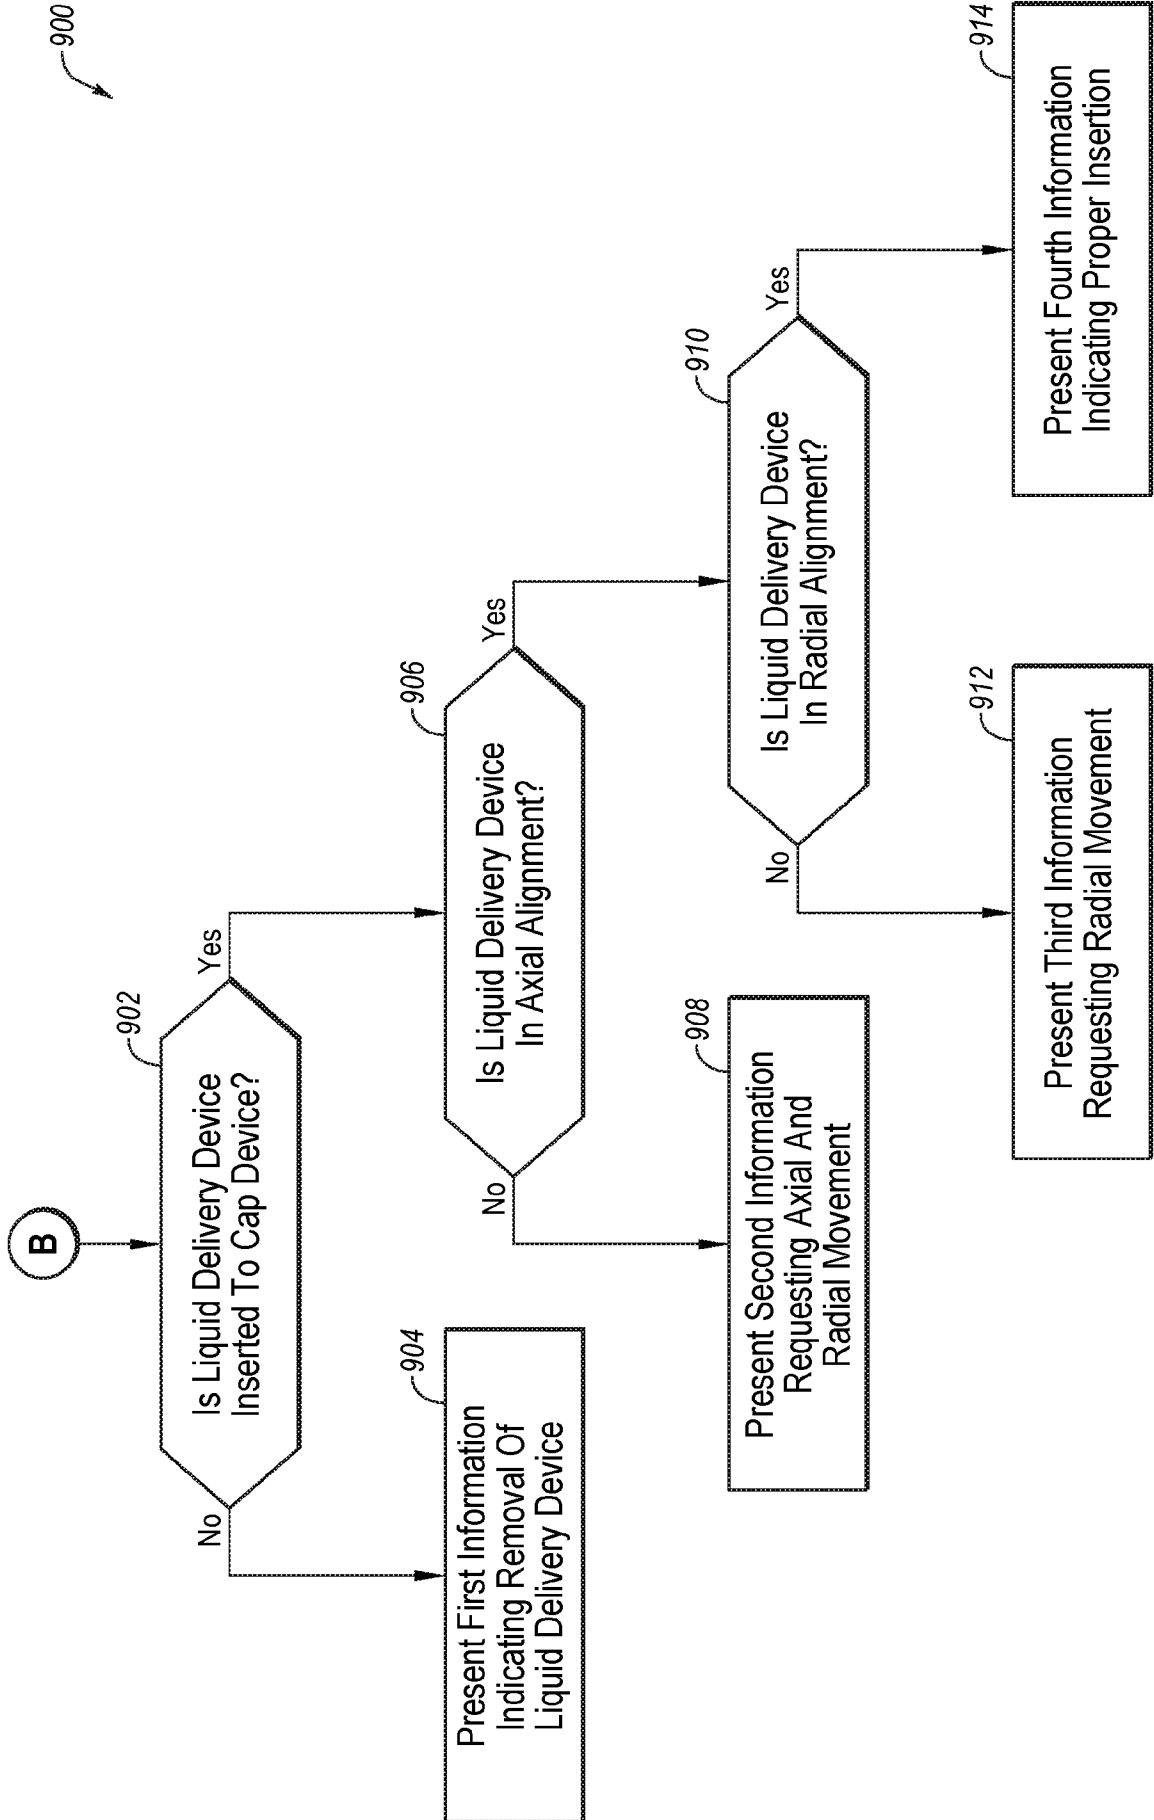 900
B
902
Is Liquid Delivery Device
Inserted To Cap Device?
No
Yes
904
Present First Information
Indicating Removal Of
Liquid Delivery Device
906
Is Liquid Delivery Device
In Axial Alignment?
No
Yes
908
Present Second Information
Requesting Axial And
Radial Movement
910
Is Liquid Delivery Device
In Radial Alignment?
No
Yes
912
Present Third Information
Requesting Radial Movement
914
Present Fourth Information
Indicating Proper Insertion